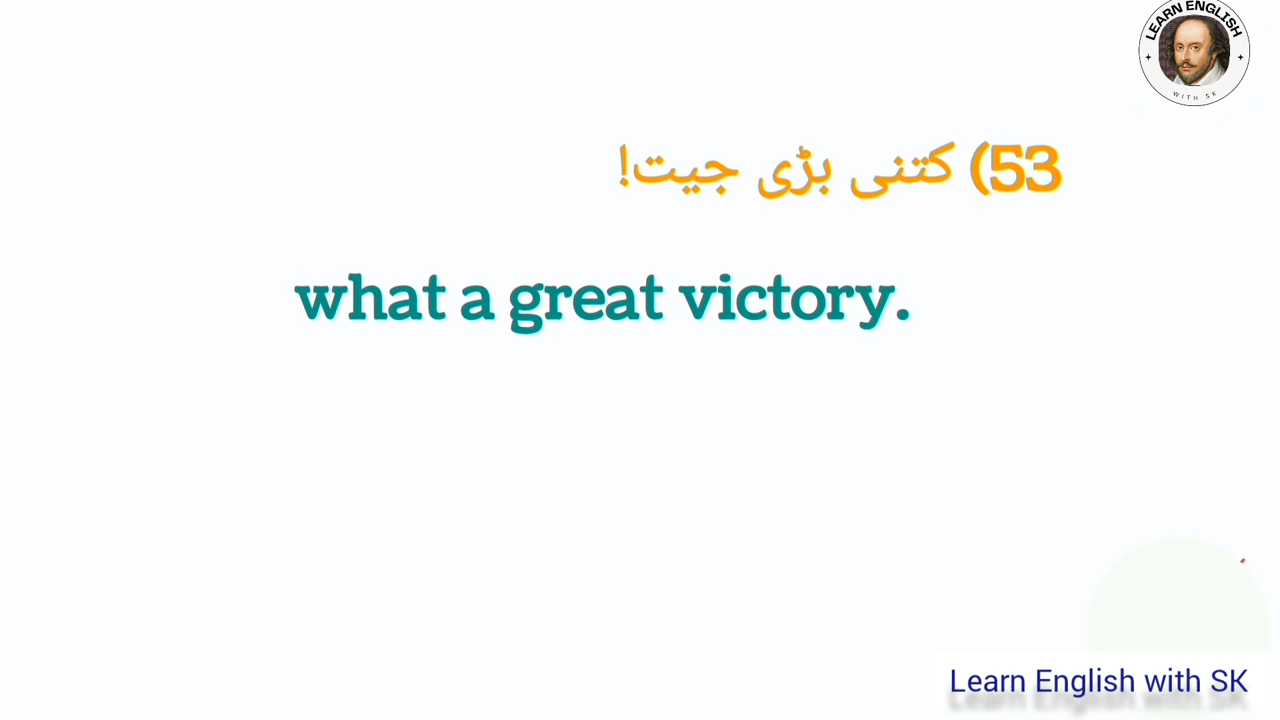 LEARN ENGLISH
WITH SK
53) کتنی بڑی جیت!
what a great victory.
Learn English with SK